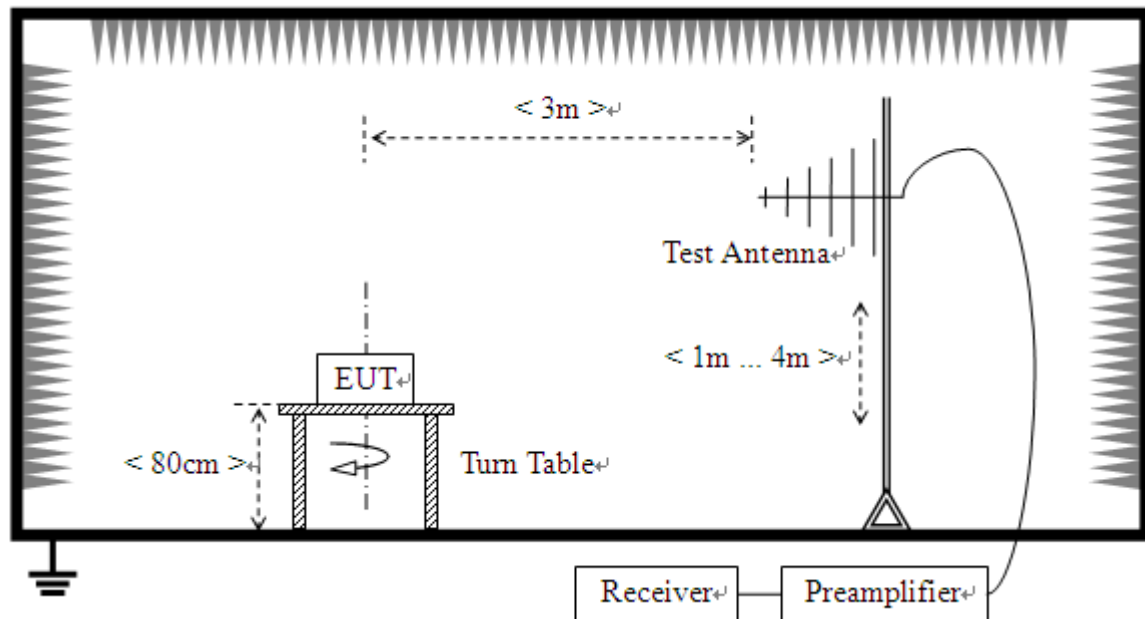 < 3m >↵
Test Antenna↵
< 1m ... 4m >↵
EUT↵
< 80cm >↵
Turn Table↵
Receiver↵
Preamplifier↵